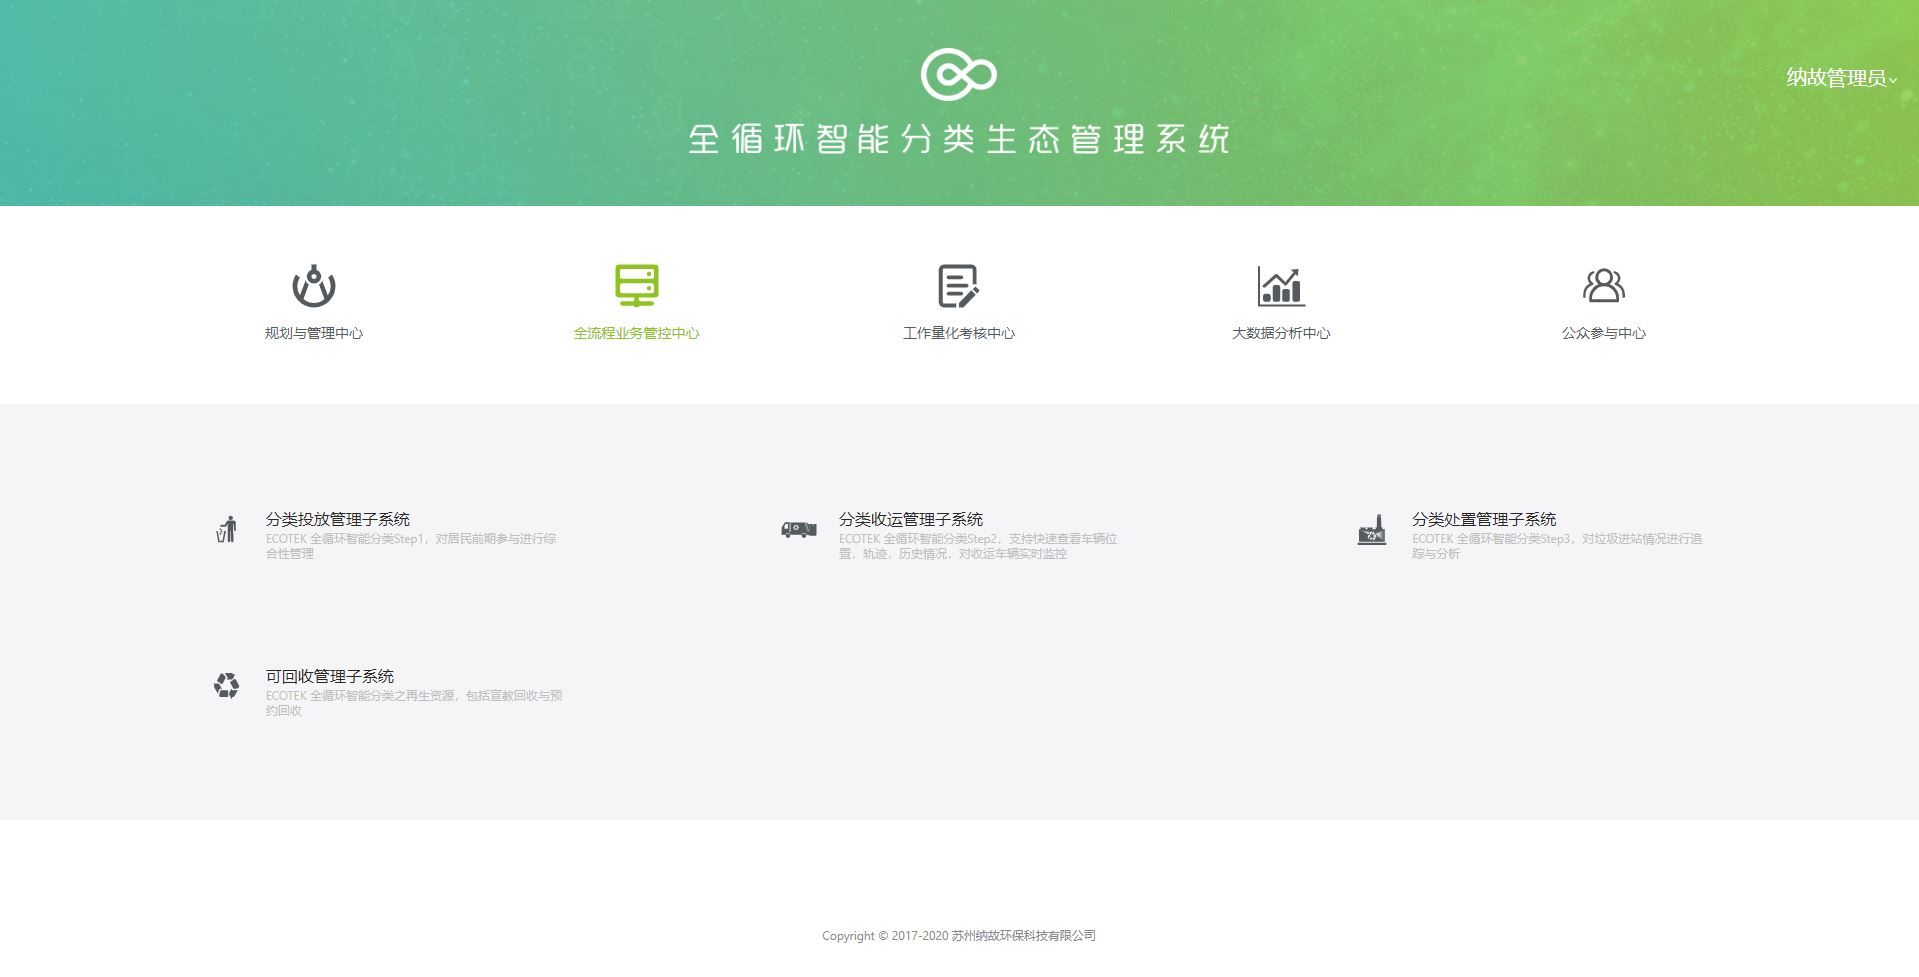 全循环智能分类生态管理系统
纳故管理员
规划与管理中心
全流程业务管控中心
工作量化考核中心
大数据分析中心
公众参与中心
分类投放管理子系统
ECOTEK 全循环智能分类Step1，对居民前期参与进行综
合性管理
分类收运管理子系统
ECOTEK 全循环智能分类Step2，支持快速查看车辆位
置，轨迹，历史情况，对收运车辆实时监控
分类处置管理子系统
ECOTEK 全循环智能分类Step3，对垃圾进站情况进行追
踪与分析
可回收管理子系统
ECOTEK 全循环智能分类之再生资源，包括宣教回收与预
约回收
Copyright © 2017-2020 苏州纳故环保科技有限公司